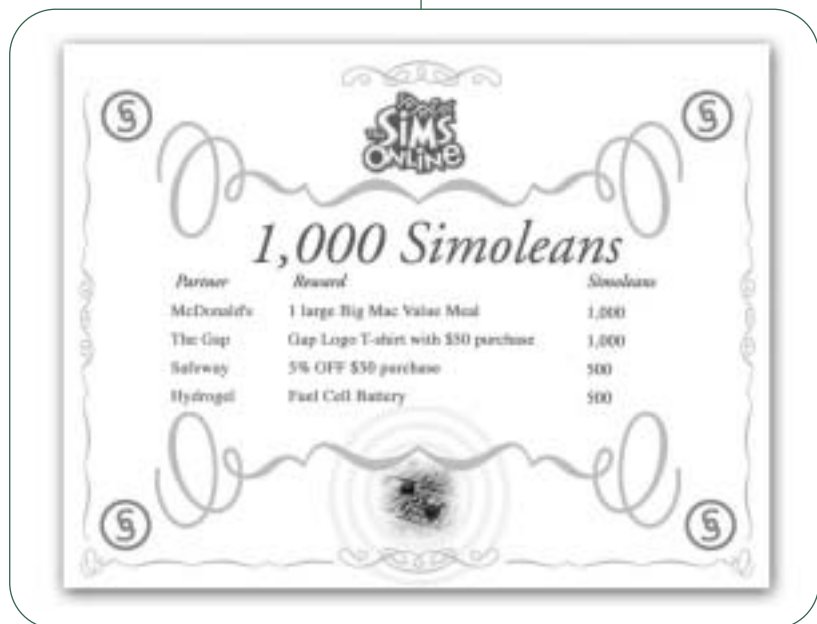 The
SiMS
ONLiNe
1,000 Simoleans
Partner Reward Simoleans
McDonald's 1 large Big Mac Value Meal 1,000
The Gap Gap Logo T-shirt with $50 purchase 1,000
Safeway 5% OFF $50 purchase 500
Hydrogel Fuel Cell Battery 500